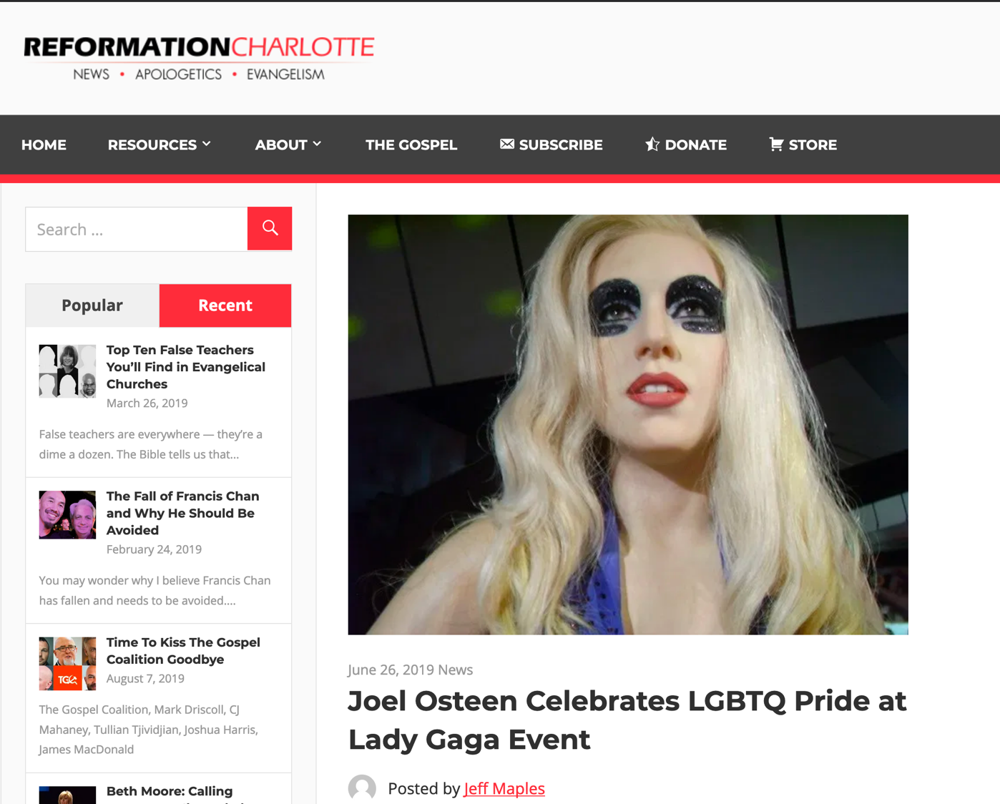 REFORMATIONCHARLOTTE
NEWS • APOLOGETICS • EVANGELISM
HOME
RESOURCES
ABOUT
THE GOSPEL
SUBSCRIBE
DONATE
STORE
Search ...
Popular
Recent
Top Ten False Teachers
You’ll Find in Evangelical
Churches
March 26, 2019
False teachers are everywhere — they’re a
dime a dozen. The Bible tells us that...
The Fall of Francis Chan
and Why He Should Be
Avoided
February 24, 2019
You may wonder why I believe Francis Chan
has fallen and needs to be avoided....
Time To Kiss The Gospel
Coalition Goodbye
August 7, 2019
TGC
The Gospel Coalition, Mark Driscoll, CJ
Mahaney, Tullian Tjividjian, Joshua Harris,
James MacDonald
Beth Moore: Calling
June 26, 2019 News
Joel Osteen Celebrates LGBTQ Pride at
Lady Gaga Event
Posted by Jeff Maples